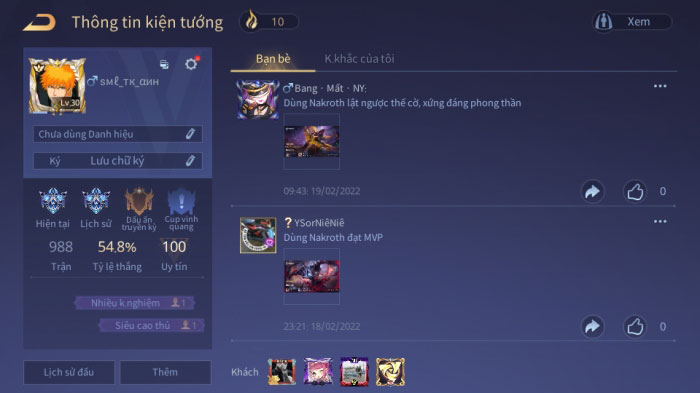 Thông tin kiện tướng
10
Xem
Bạn bè
K.khắc của tôi
ѕмℓ_тк_αин
Lv.30
Chưa dùng Danh hiệu
Ký Lưu chữ ký
Hiện tại
Lịch sử
Dấu ấn truyền kỳ
Cup vinh quang
988
54.8%
100
Trận
Tỷ lệ thắng
Uy tín
Nhiều k.nghiệm 1
Siêu cao thủ 1
Lịch sử đấu
Thêm
Bang · Mất · NY:
Dùng Nakroth lật ngược thế cờ, xứng đáng phong thần
09:43: 19/02/2022
0
? YSorNiêNiê
Dùng Nakroth đạt MVP
23:21: 18/02/2022
0
Khách